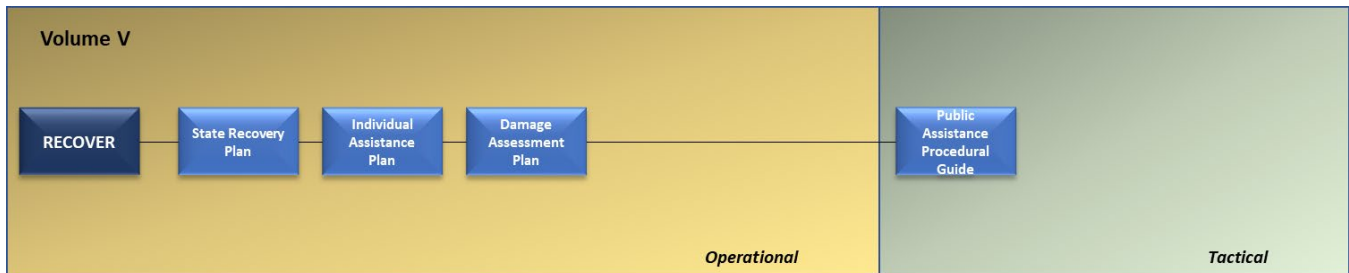 Volume V
RECOVER
State Recovery
Plan
Individual
Assistance
Plan
Damage
Assessment
Plan
Public
Assistance
Procedural
Guide
Operational
Tactical